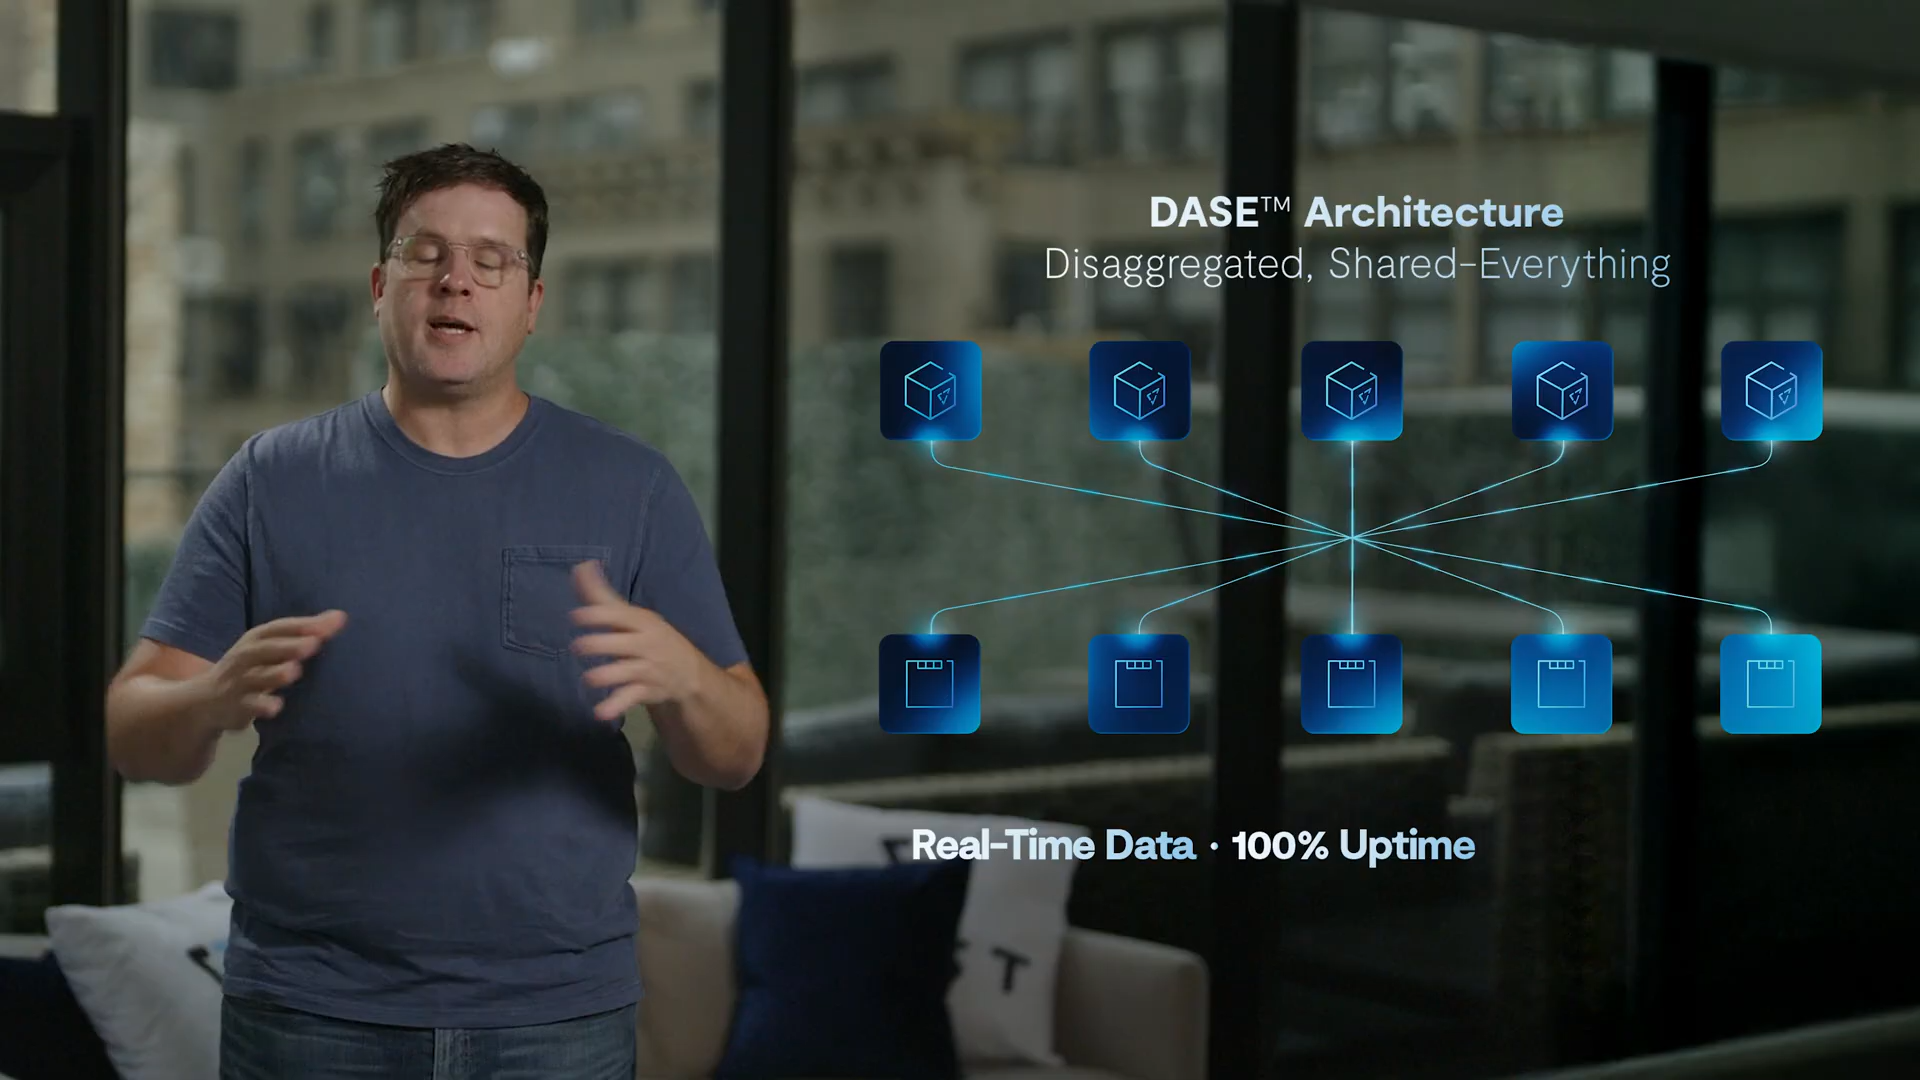 DASE™ Architecture
Disaggregated, Shared-Everything
Real-Time Data · 100% Uptime